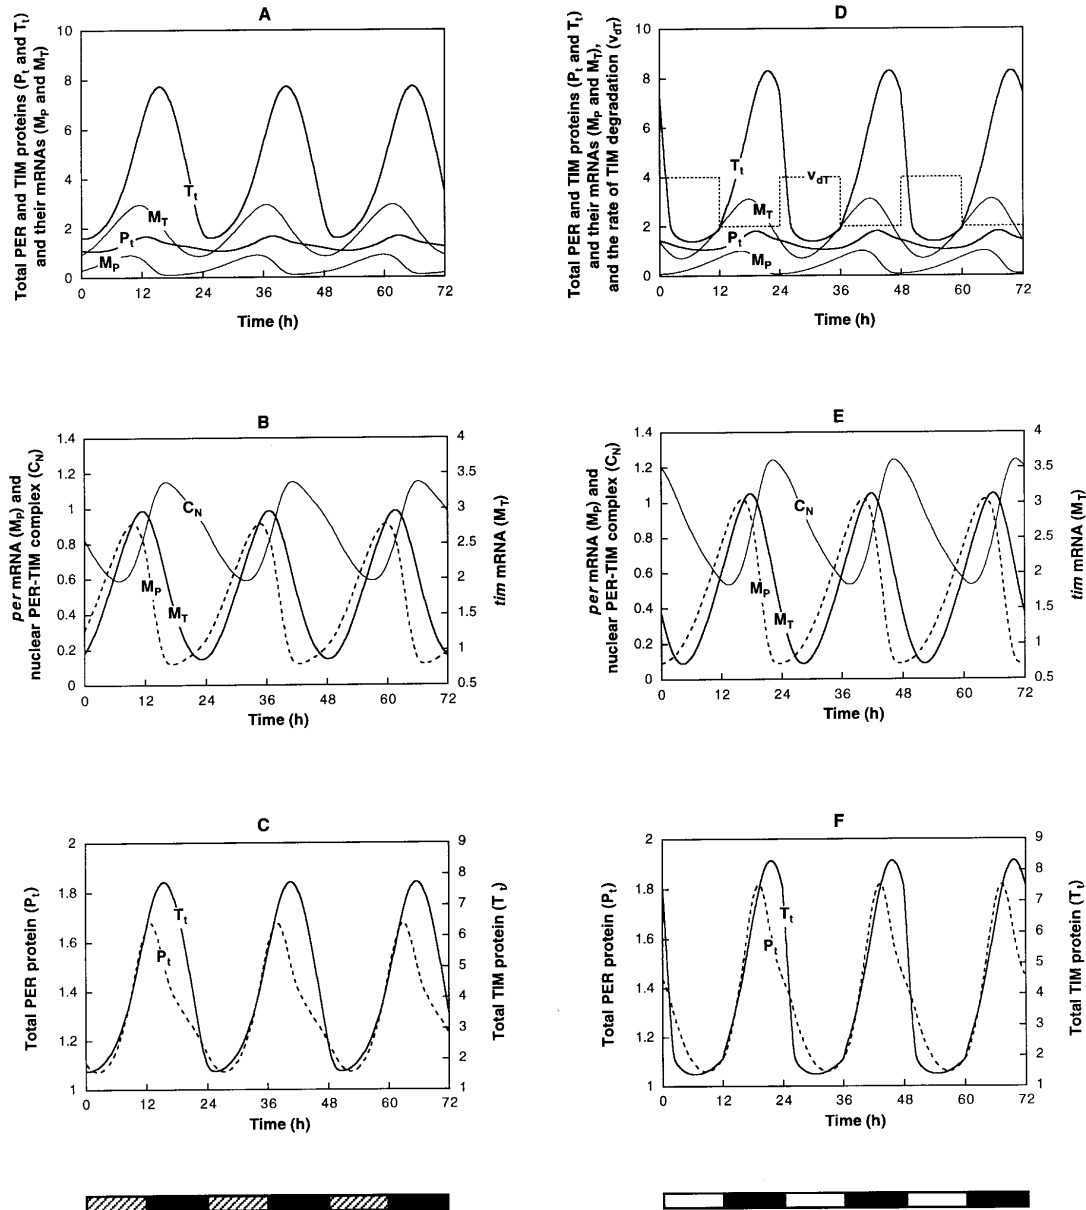 A
Total PER and TIM proteins (Pt and Tt)
and their mRNAs (MP and MT)
10
8
6
4
2
0
Tt
MT
Pt
MP
0 12 24 36 48 60 72
Time (h)
D
Total PER and TIM proteins (Pt and Tt)
and their mRNAs (MP and MT),
and the rate of TIM degradation (vdT)
10
8
6
4
2
0
Tt
vdT
MT
Pt
MP
0 12 24 36 48 60 72
Time (h)
B
per mRNA (MP) and
nuclear PER-TIM complex (CN)
1.4
1.2
1
0.8
0.6
0.4
0.2
0
CN
MP
MT
4
3.5
3
2.5
2
1.5
1
0.5
tim mRNA (MT)
0 12 24 36 48 60 72
Time (h)
E
per mRNA (MP) and
nuclear PER-TIM complex (CN)
1.4
1.2
1
0.8
0.6
0.4
0.2
0
CN
MP
MT
4
3.5
3
2.5
2
1.5
1
0.5
tim mRNA (MT)
0 12 24 36 48 60 72
Time (h)
C
Total PER protein (Pt)
2
1.8
1.6
1.4
1.2
1
Tt
Pt
9
8
7
6
5
4
3
2
1
Total TIM protein (Tt)
0 12 24 36 48 60 72
Time (h)
F
Total PER protein (Pt)
2
1.8
1.6
1.4
1.2
1
Tt
Pt
9
8
7
6
5
4
3
2
1
Total TIM protein (Tt)
0 12 24 36 48 60 72
Time (h)